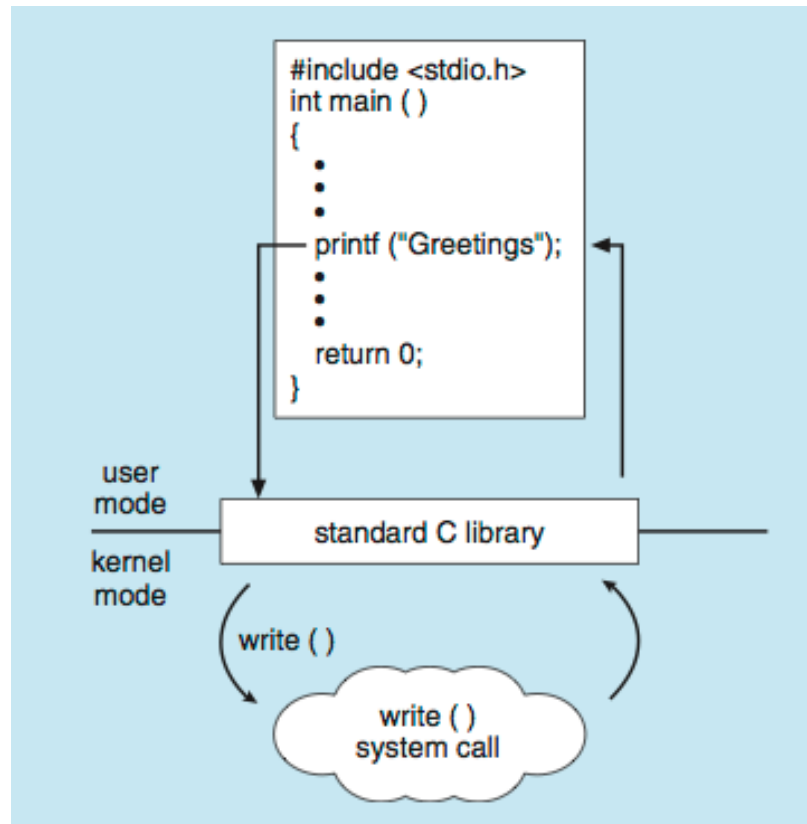 #include <stdio.h>
int main ( )
{
•
•
•
printf ("Greetings");
•
•
•
return 0;
}
user
mode
standard C library
kernel
mode
write ( )
write ( )
system call